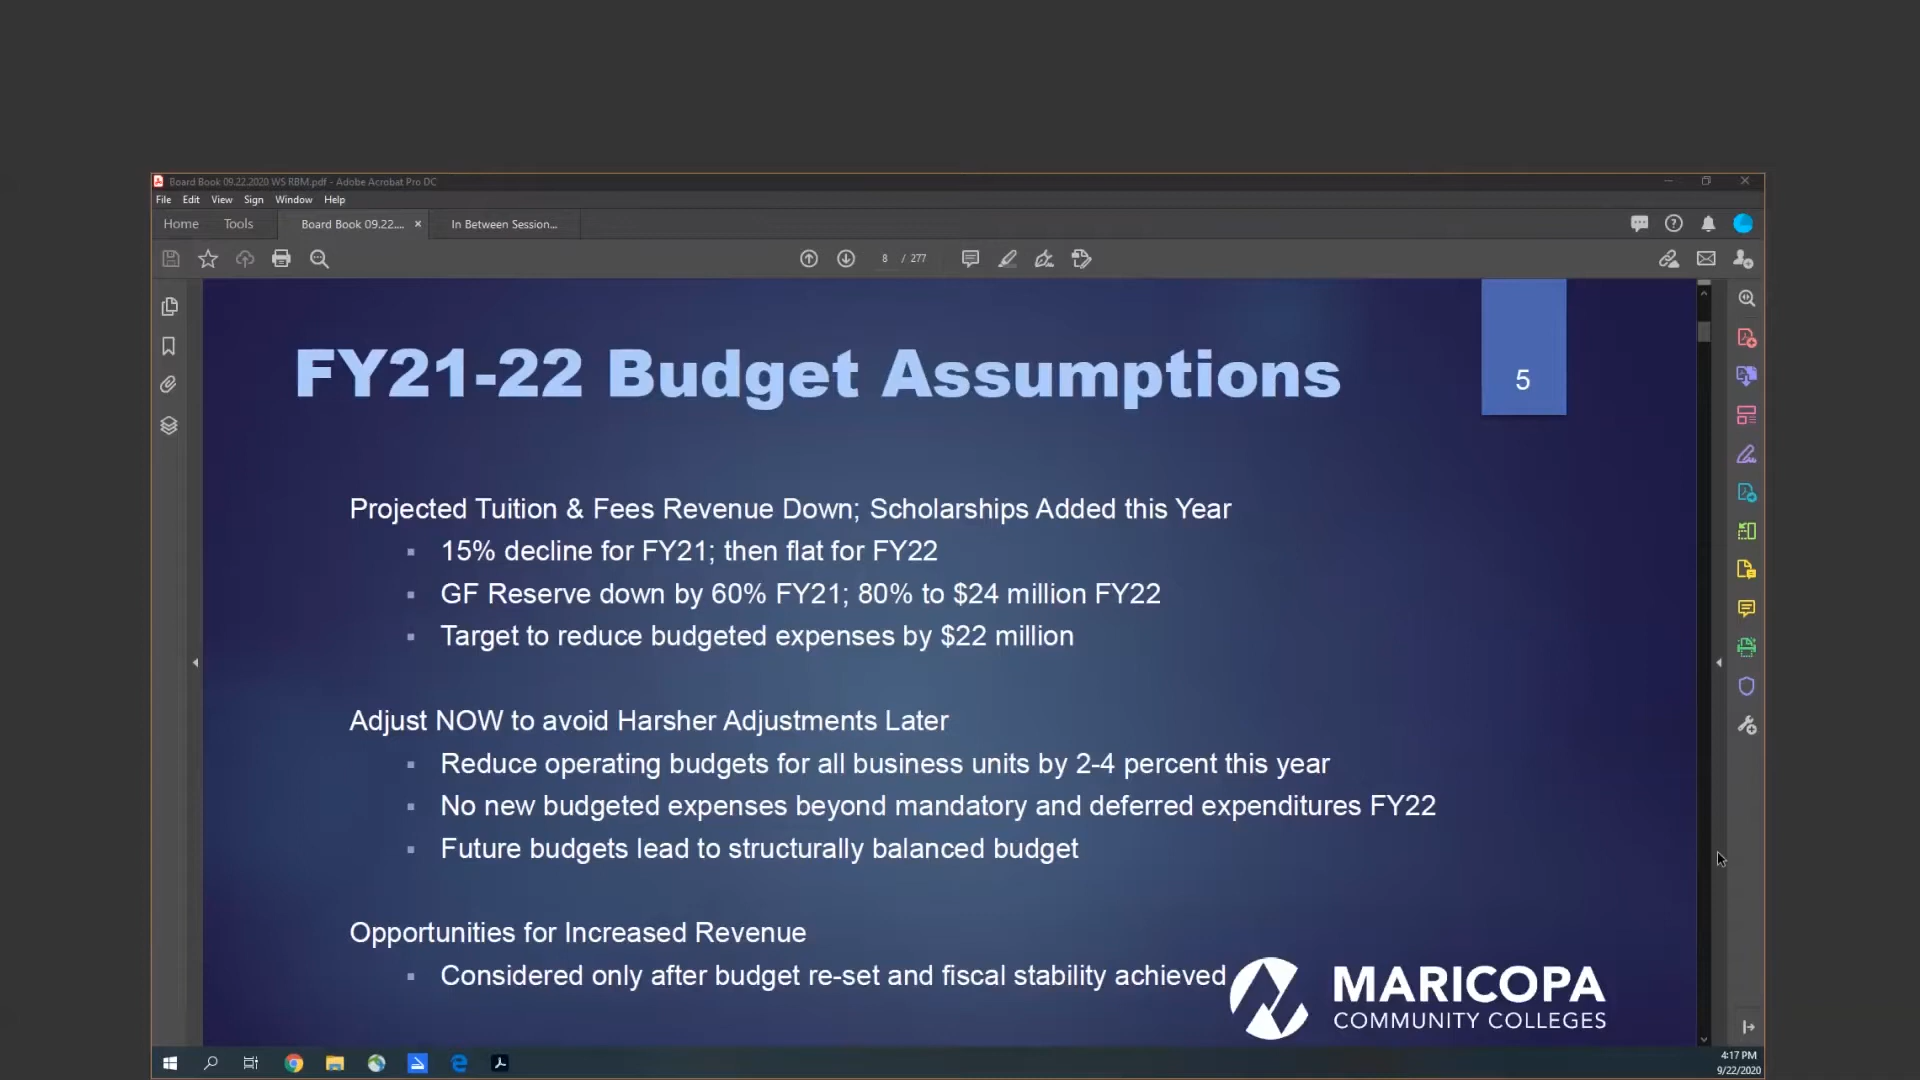 Board Book 09.22.2020 WS RBM.pdf - Adobe Acrobat Pro DC
File Edit View Sign Window Help
Home Tools Board Book 09.22.... × In Between Session...
8 / 277
FY21-22 Budget Assumptions
5
Projected Tuition & Fees Revenue Down; Scholarships Added this Year
▪ 15% decline for FY21; then flat for FY22
▪ GF Reserve down by 60% FY21; 80% to $24 million FY22
▪ Target to reduce budgeted expenses by $22 million
Adjust NOW to avoid Harsher Adjustments Later
▪ Reduce operating budgets for all business units by 2-4 percent this year
▪ No new budgeted expenses beyond mandatory and deferred expenditures FY22
▪ Future budgets lead to structurally balanced budget
Opportunities for Increased Revenue
▪ Considered only after budget re-set and fiscal stability achieved
MARICOPA
COMMUNITY COLLEGES
4:17 PM
9/22/2020